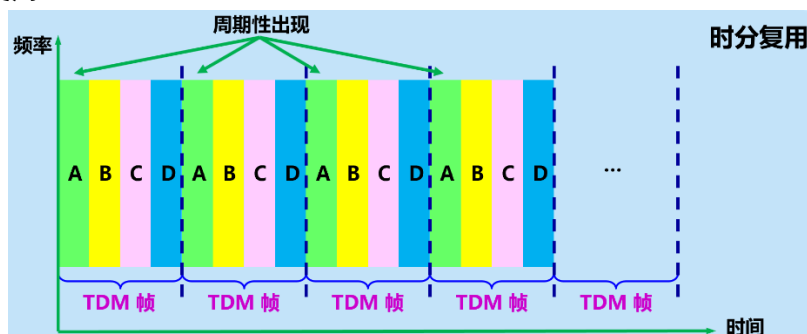 周期性出现
频率
时分复用
A B C D A B C D A B C D A B C D ...
TDM 帧 TDM 帧 TDM 帧 TDM 帧 TDM 帧
时间